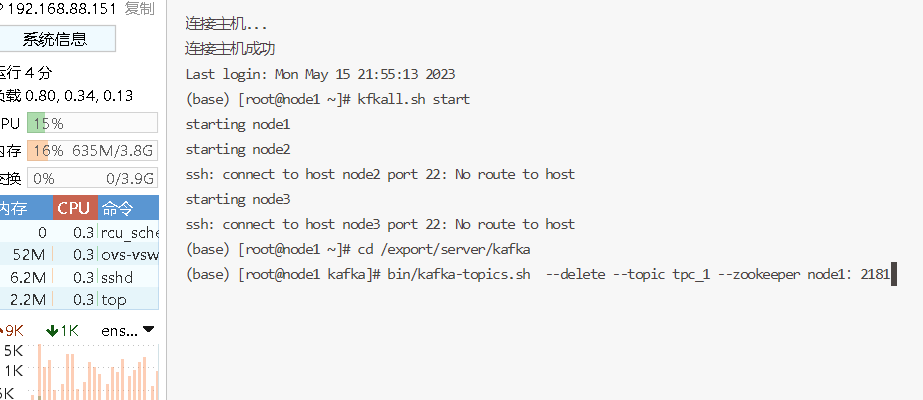 192.168.88.151 复制
系统信息
运行 4 分
负载 0.80, 0.34, 0.13
CPU 15%
内存 16% 635M/3.8G
交换 0% 0/3.9G
内存 CPU 命令
0 0.3 rcu_sche
52M 0.3 ovs-vsw
6.2M 0.3 sshd
2.2M 0.3 top
9K 1K ens...
5K
1K
5K
连接主机...
连接主机成功
Last login: Mon May 15 21:55:13 2023
(base) [root@node1 ~]# kfkall.sh start
starting node1
starting node2
ssh: connect to host node2 port 22: No route to host
starting node3
ssh: connect to host node3 port 22: No route to host
(base) [root@node1 ~]# cd /export/server/kafka
(base) [root@node1 kafka]# bin/kafka-topics.sh  --delete --topic tpc_1 --zookeeper node1: 2181